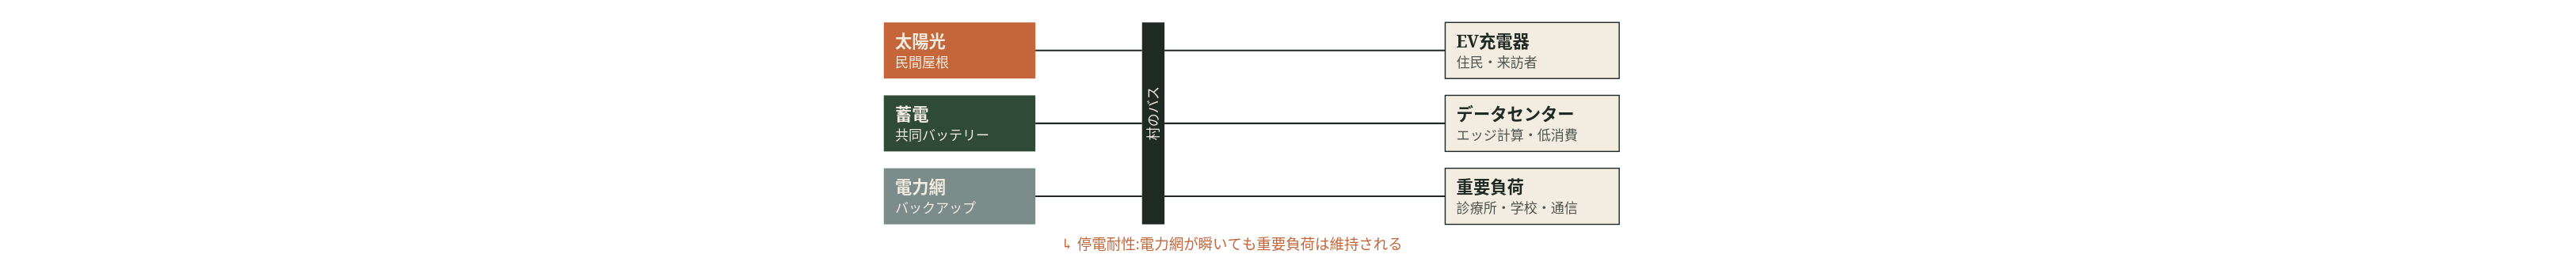 太陽光
民間屋根
蓄電
共同バッテリー
電力網
バックアップ
村のバス
EV充電器
住民・来訪者
データセンター
エッジ計算・低消費
重要負荷
診療所・学校・通信
↳ 停電耐性:電力網が瞬いても重要負荷は維持される